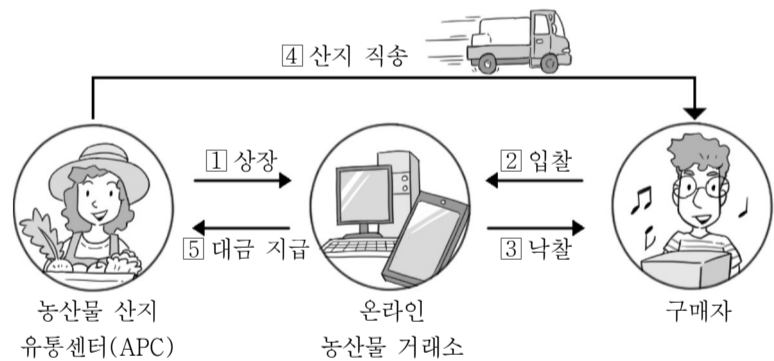 4 산지 직송
1 상장
2 입찰
5 대금 지급
3 낙찰
농산물 산지
유통센터(APC)
온라인
농산물 거래소
구매자